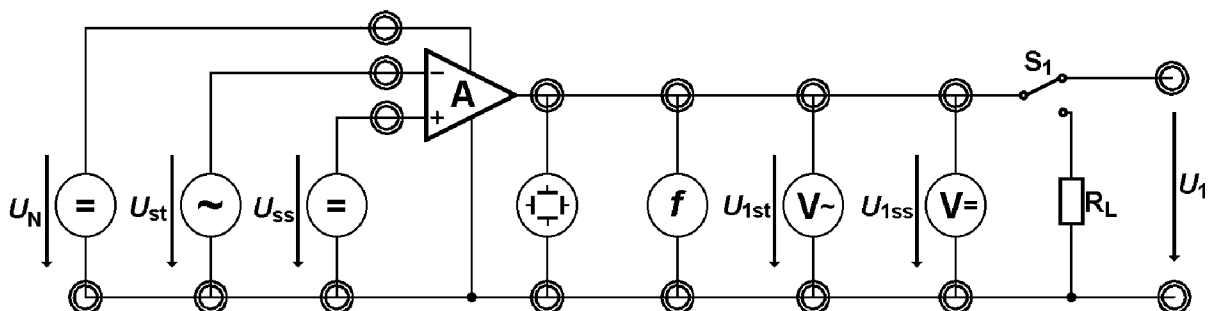 S1
− A +
UN = Ust ~ Uss = f U1st V~ U1ss V= RL U1